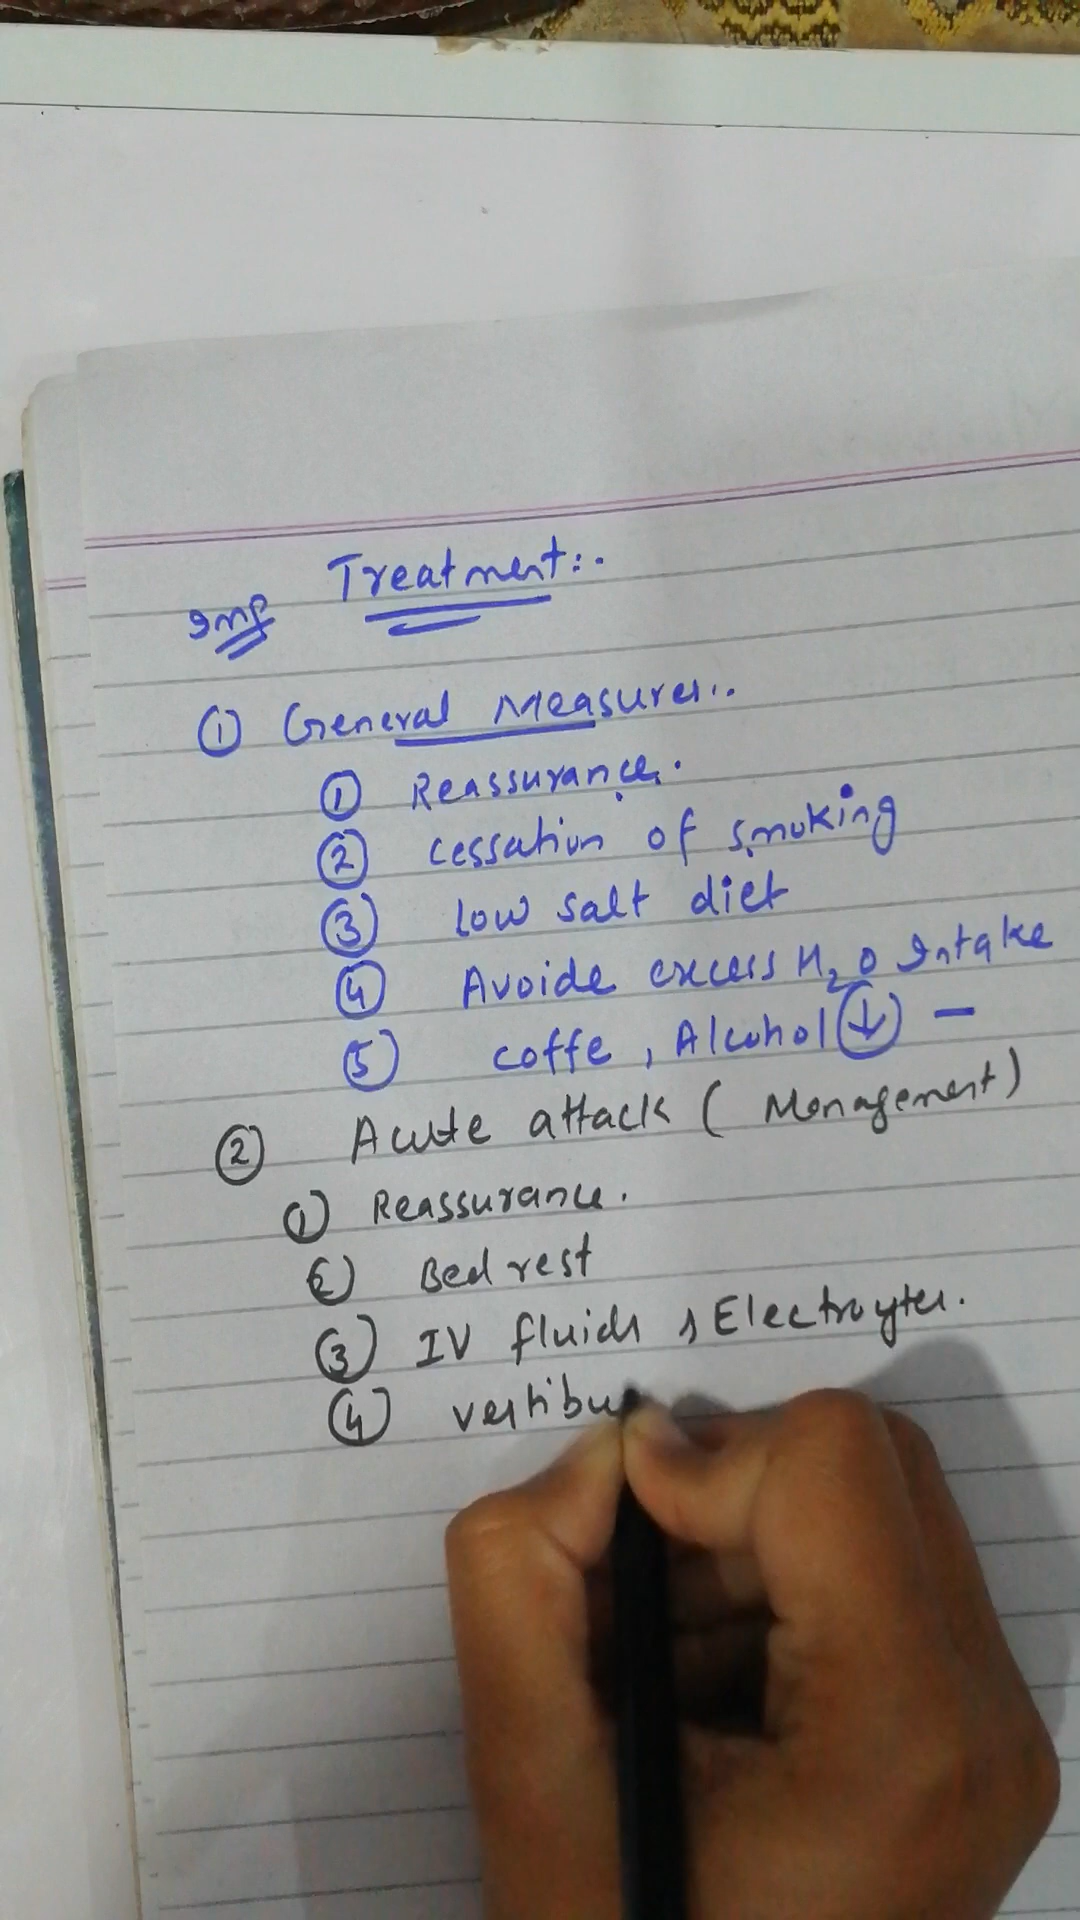 Treatment:.
Imp
① General Measures:.
① Reassurance.
② cessation of smoking
③ Low salt diet
④ Avoide excess H₂O Intake
⑤ coffe, Alcohol ↓ -
② Acute attack ( Management)
① Reassurance.
② Bed rest
③ IV fluids, Electroytes.
④ vestibu